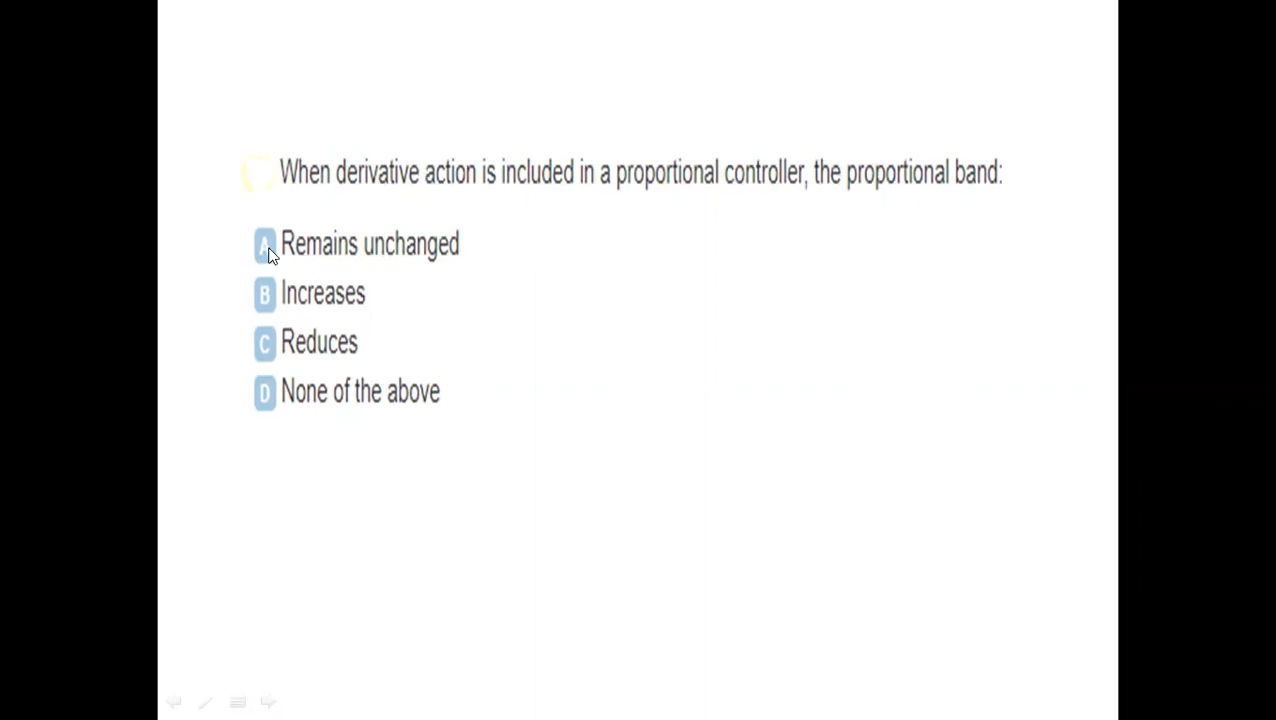 When derivative action is included in a proportional controller, the proportional band:
A Remains unchanged
B Increases
C Reduces
D None of the above